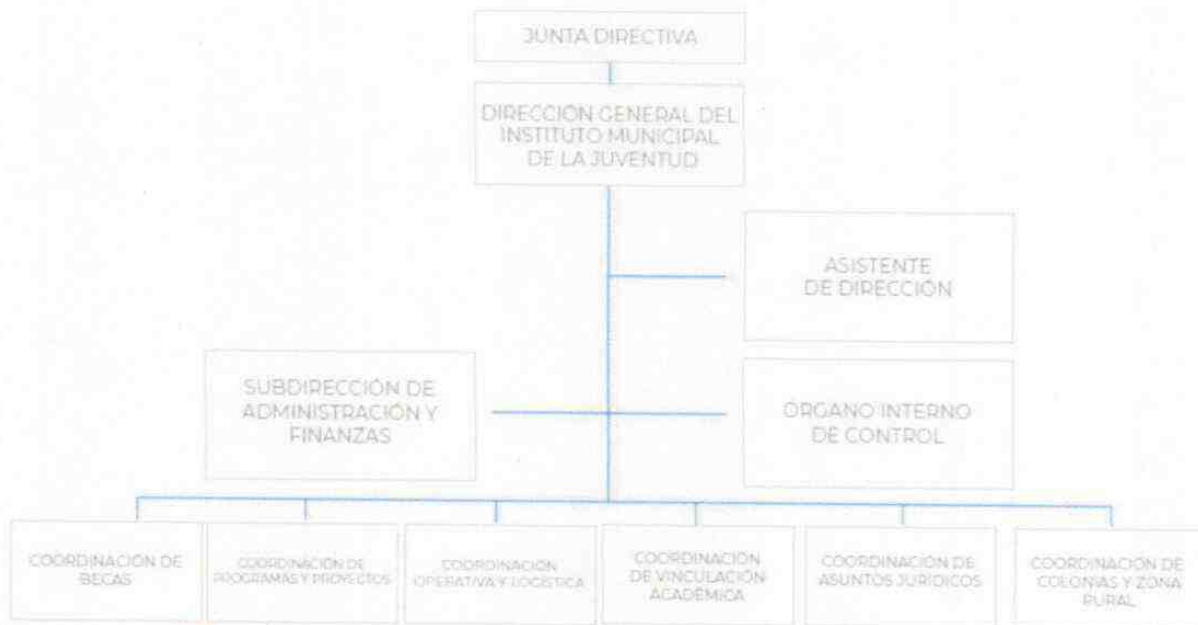 JUNTA DIRECTIVA
DIRECCIÓN GENERAL DEL
INSTITUTO MUNICIPAL
DE LA JUVENTUD
ASISTENTE
DE DIRECCIÓN
SUBDIRECCIÓN DE
ADMINISTRACIÓN Y
FINANZAS
ÓRGANO INTERNO
DE CONTROL
COORDINACIÓN DE
BECAS
COORDINACIÓN DE
PROGRAMAS Y PROYECTOS
COORDINACIÓN
OPERATIVA Y LOGÍSTICA
COORDINACIÓN
DE VINCULACIÓN
ACADÉMICA
COORDINACIÓN DE
ASUNTOS JURÍDICOS
COORDINACIÓN DE
COLONIAS Y ZONA
RURAL